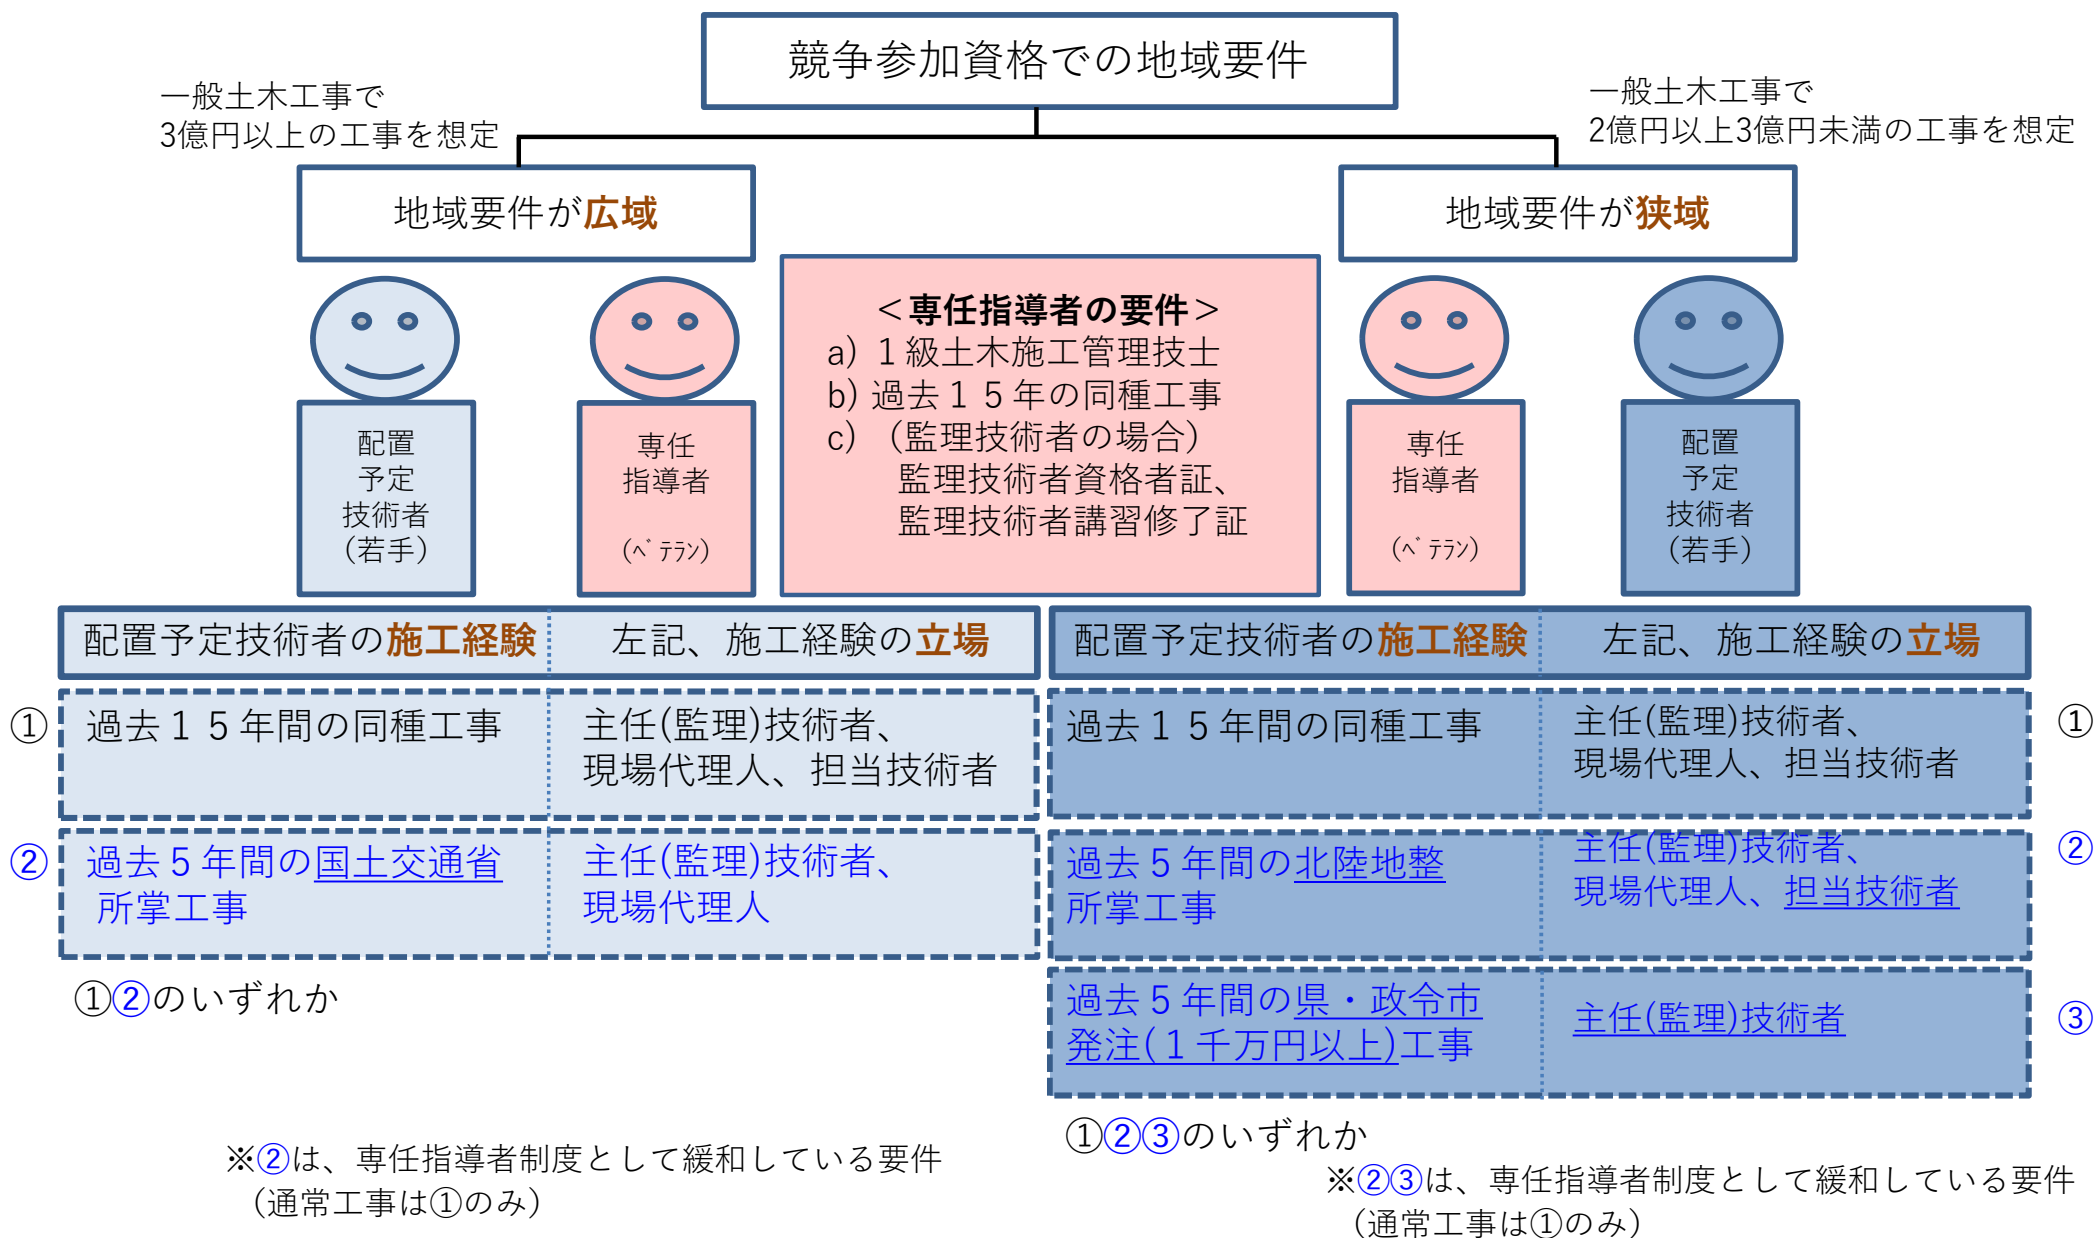 競争参加資格での地域要件
一般土木工事で
3億円以上の工事を想定
一般土木工事で
2億円以上3億円未満の工事を想定
地域要件が広域
地域要件が狭域
配置
予定
技術者
(若手)
専任
指導者
(ﾍﾞﾃﾗﾝ)
＜専任指導者の要件＞
a) １級土木施工管理技士
b) 過去１５年の同種工事
c) （監理技術者の場合）
監理技術者資格者証、
監理技術者講習修了証
専任
指導者
(ﾍﾞﾃﾗﾝ)
配置
予定
技術者
(若手)
配置予定技術者の施工経験 左記、施工経験の立場
① 過去１５年間の同種工事
主任(監理)技術者、
現場代理人、担当技術者
② 過去５年間の国土交通省
所掌工事
主任(監理)技術者、
現場代理人
①②のいずれか
※②は、専任指導者制度として緩和している要件
（通常工事は①のみ）
配置予定技術者の施工経験 左記、施工経験の立場
過去１５年間の同種工事
主任(監理)技術者、
現場代理人、担当技術者
①
過去５年間の北陸地整
所掌工事
主任(監理)技術者、
現場代理人、担当技術者
②
過去５年間の県・政令市
発注(１千万円以上)工事
主任(監理)技術者
③
①②③のいずれか
※②③は、専任指導者制度として緩和している要件
（通常工事は①のみ）